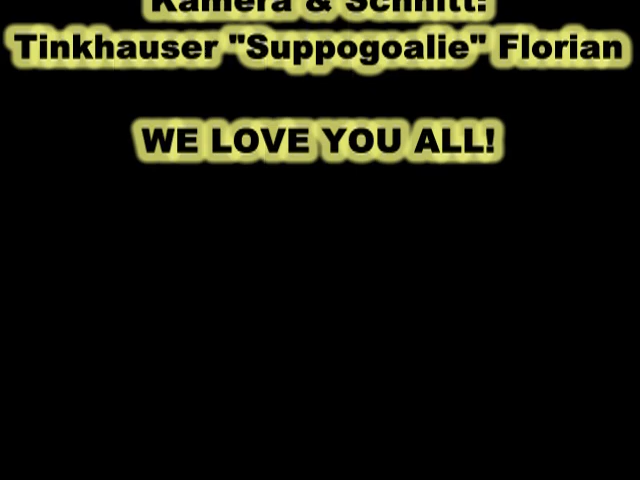 Kamera & Schnitt:
Tinkhauser "Suppogoalie" Florian
WE LOVE YOU ALL!